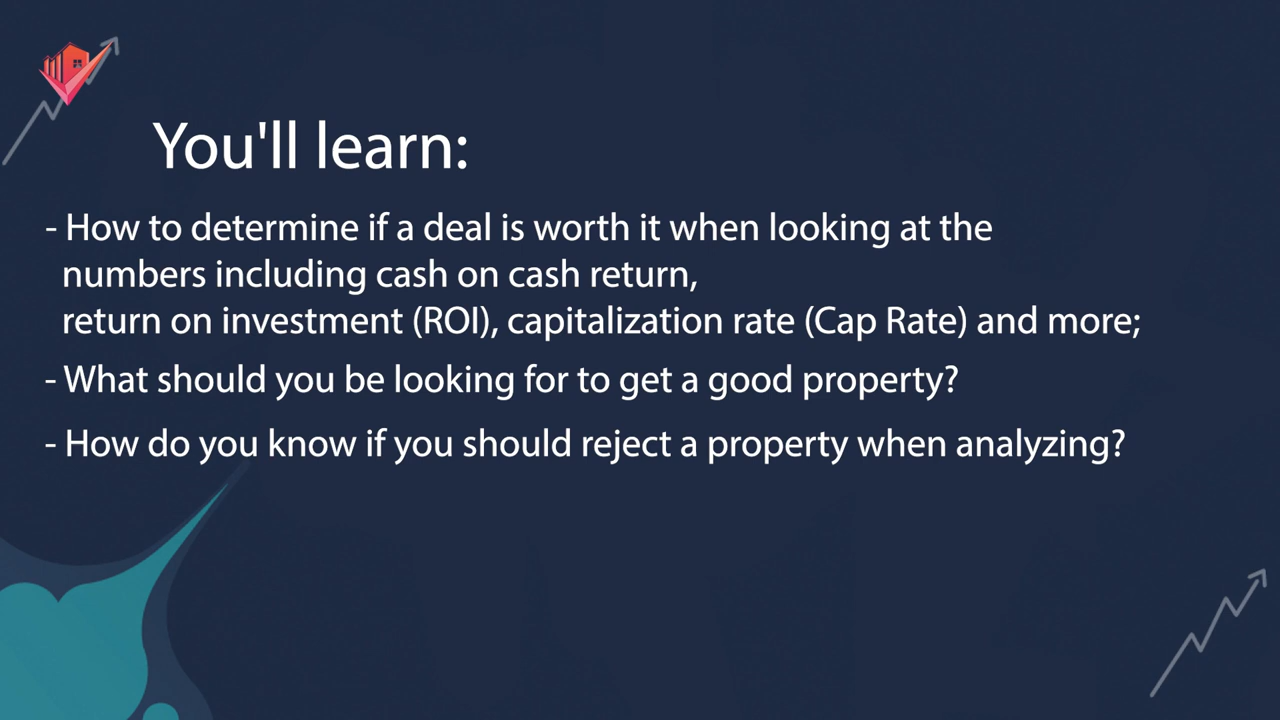 You'll learn:
- How to determine if a deal is worth it when looking at the
numbers including cash on cash return,
return on investment (ROI), capitalization rate (Cap Rate) and more;
- What should you be looking for to get a good property?
- How do you know if you should reject a property when analyzing?